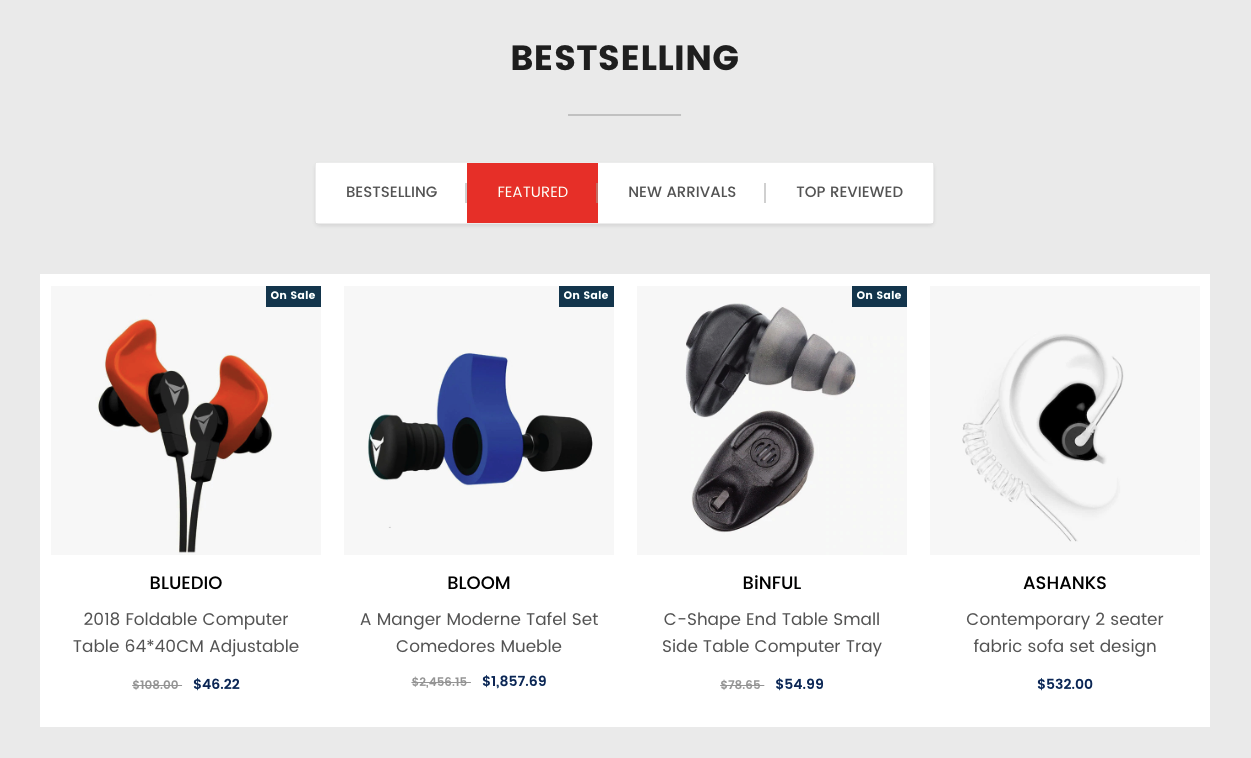 BESTSELLING
BESTSELLING
FEATURED
NEW ARRIVALS
TOP REVIEWED
On Sale
On Sale
On Sale
BLUEDIO
2018 Foldable Computer
Table 64*40CM Adjustable
$108.00 $46.22
BLOOM
A Manger Moderne Tafel Set
Comedores Mueble
$2,456.15 $1,857.69
BiNFUL
C-Shape End Table Small
Side Table Computer Tray
$78.65 $54.99
ASHANKS
Contemporary 2 seater
fabric sofa set design
$532.00